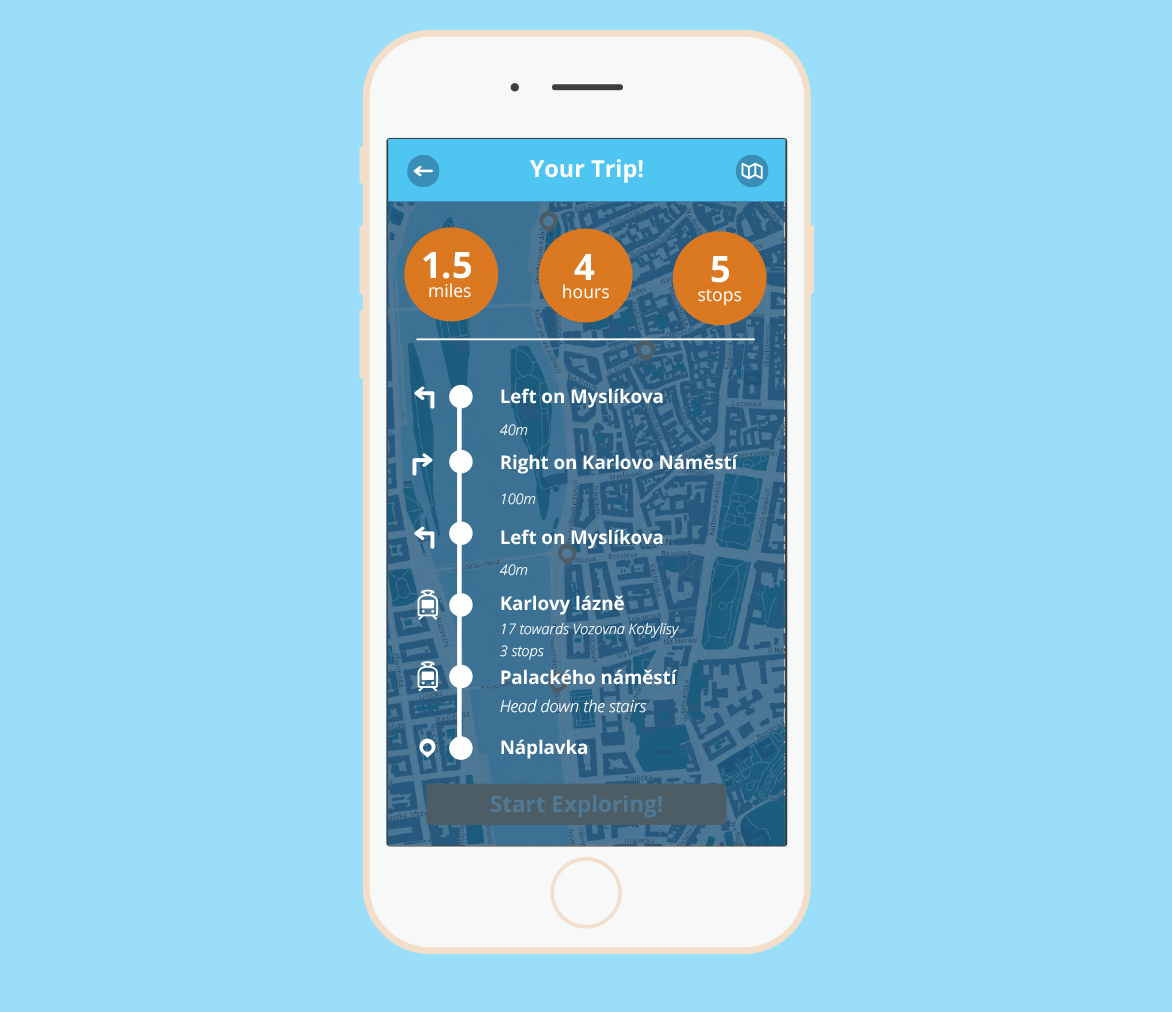 Your Trip!
1.5
miles
4
hours
5
stops
Left on Myslíkova
40m
Right on Karlovo Náměstí
100m
Left on Myslíkova
40m
Karlovy lázně
17 towards Vozovna Kobylisy
3 stops
Palackého náměstí
Head down the stairs
Náplavka
Start Exploring!